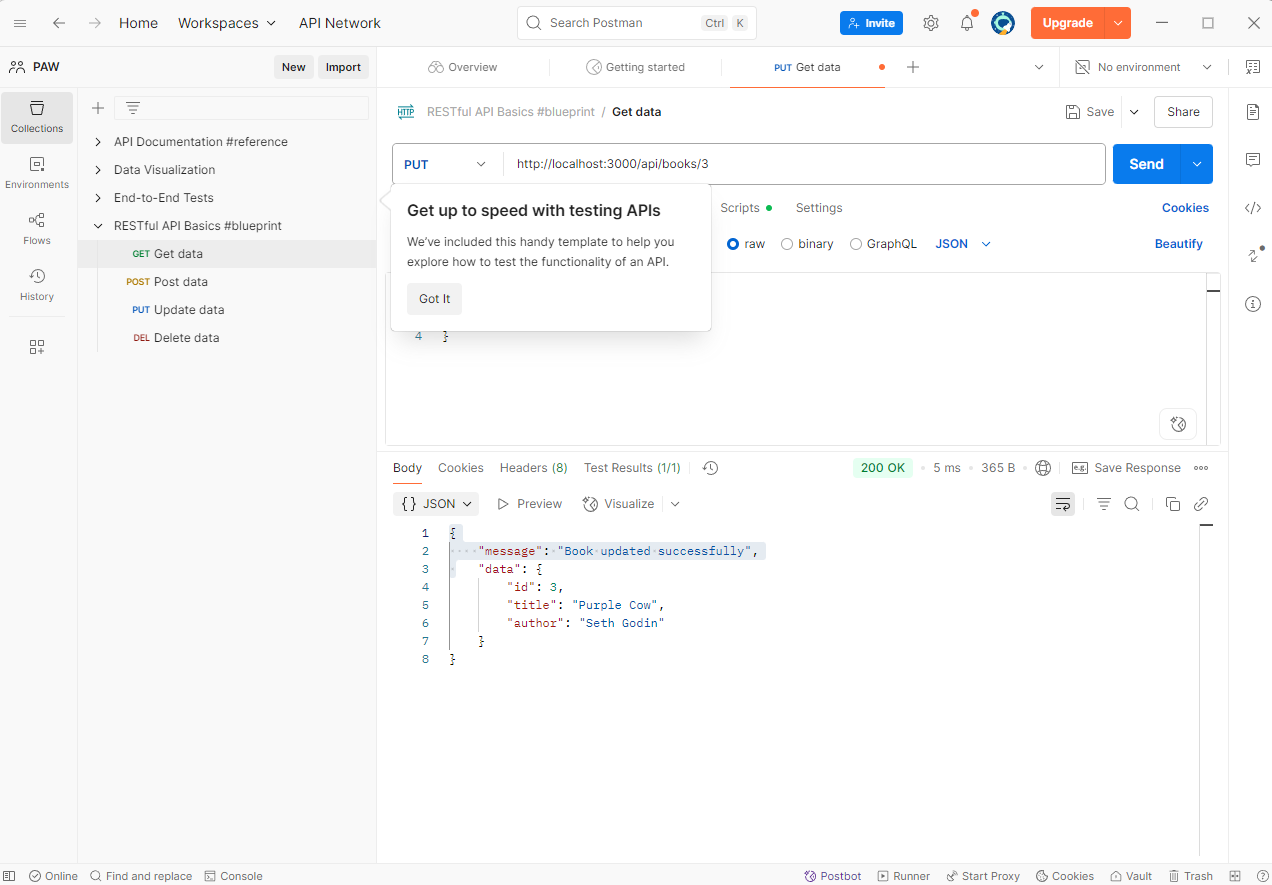 Home Workspaces API Network Search Postman Ctrl K Invite Upgrade
PAW New Import Overview Getting started PUT Get data No environment
Collections
Environments
Flows
History
API Documentation #reference
Data Visualization
End-to-End Tests
RESTful API Basics #blueprint
GET Get data
POST Post data
PUT Update data
DEL Delete data
HTTP RESTful API Basics #blueprint / Get data Save Share
PUT http://localhost:3000/api/books/3 Send
Get up to speed with testing APIs
We've included this handy template to help you
explore how to test the functionality of an API.
Got It
Scripts Settings Cookies
raw binary GraphQL JSON Beautify
4 }
Body Cookies Headers (8) Test Results (1/1) 200 OK • 5 ms • 365 B • e.g. Save Response
{} JSON Preview Visualize
1 {
2 "message": "Book updated successfully",
3 "data": {
4 "id": 3,
5 "title": "Purple Cow",
6 "author": "Seth Godin"
7 }
8 }
Online Find and replace Console Postbot Runner Start Proxy Cookies Vault Trash